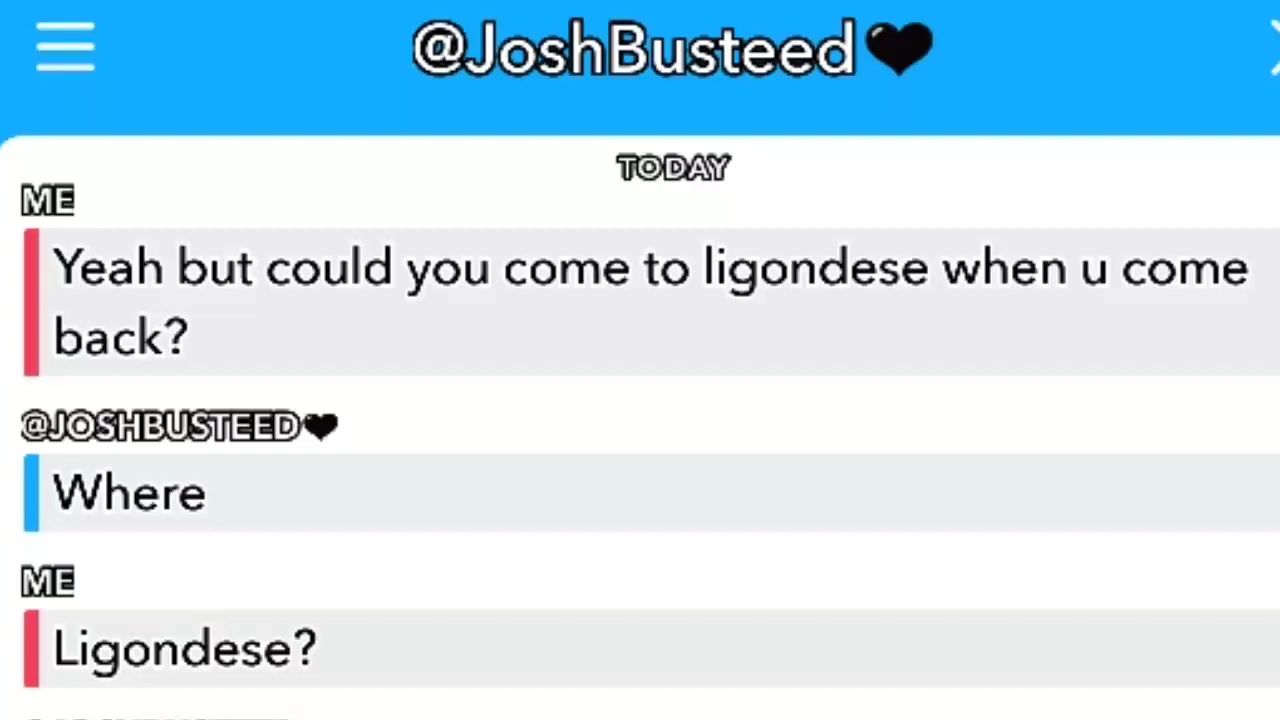 @JoshBusteed🖤
TODAY
ME
Yeah but could you come to ligondese when u come
back?
@JOSHBUSTEED🖤
Where
ME
Ligondese?